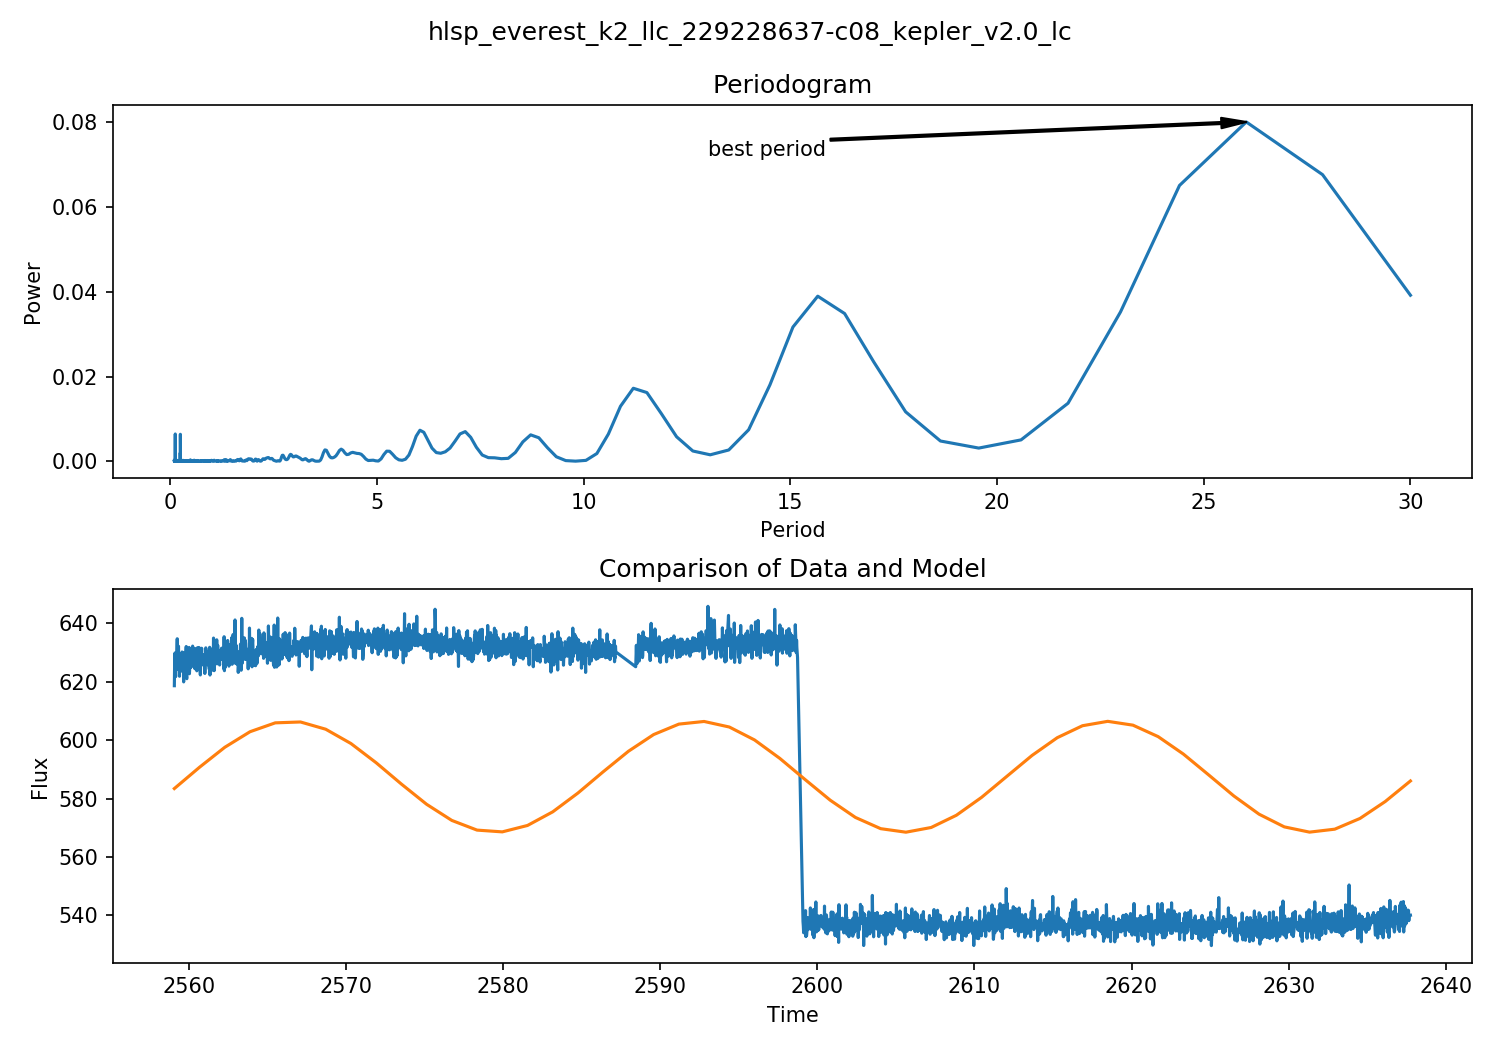 hlsp_everest_k2_llc_229228637-c08_kepler_v2.0_lc
Periodogram
best period
Power
0.08
0.06
0.04
0.02
0.00
0 5 10 15 20 25 30
Period
Comparison of Data and Model
Flux
640
620
600
580
560
540
2560 2570 2580 2590 2600 2610 2620 2630 2640
Time